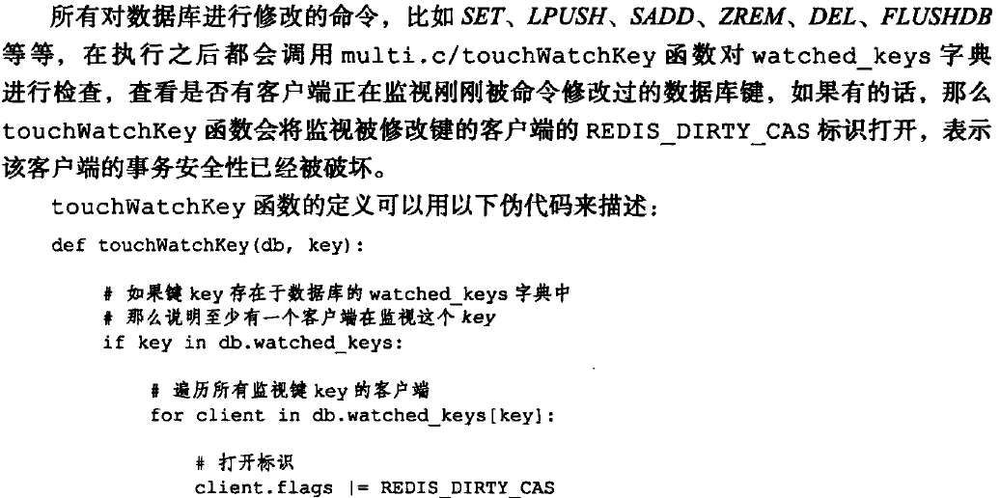 所有对数据库进行修改的命令，比如 SET、LPUSH、SADD、ZREM、DEL、FLUSHDB
等等，在执行之后都会调用 multi.c/touchWatchKey 函数对 watched_keys 字典
进行检查，查看是否有客户端正在监视刚刚被命令修改过的数据库键，如果有的话，那么
touchWatchKey 函数会将监视被修改键的客户端的 REDIS_DIRTY_CAS 标识打开，表示
该客户端的事务安全性已经被破坏。
touchWatchKey 函数的定义可以用以下伪代码来描述：
def touchWatchKey(db, key):
# 如果键 key 存在于数据库的 watched_keys 字典中
# 那么说明至少有一个客户端在监视这个 key
if key in db.watched_keys:
# 遍历所有监视键 key 的客户端
for client in db.watched_keys[key]:
# 打开标识
client.flags |= REDIS_DIRTY_CAS